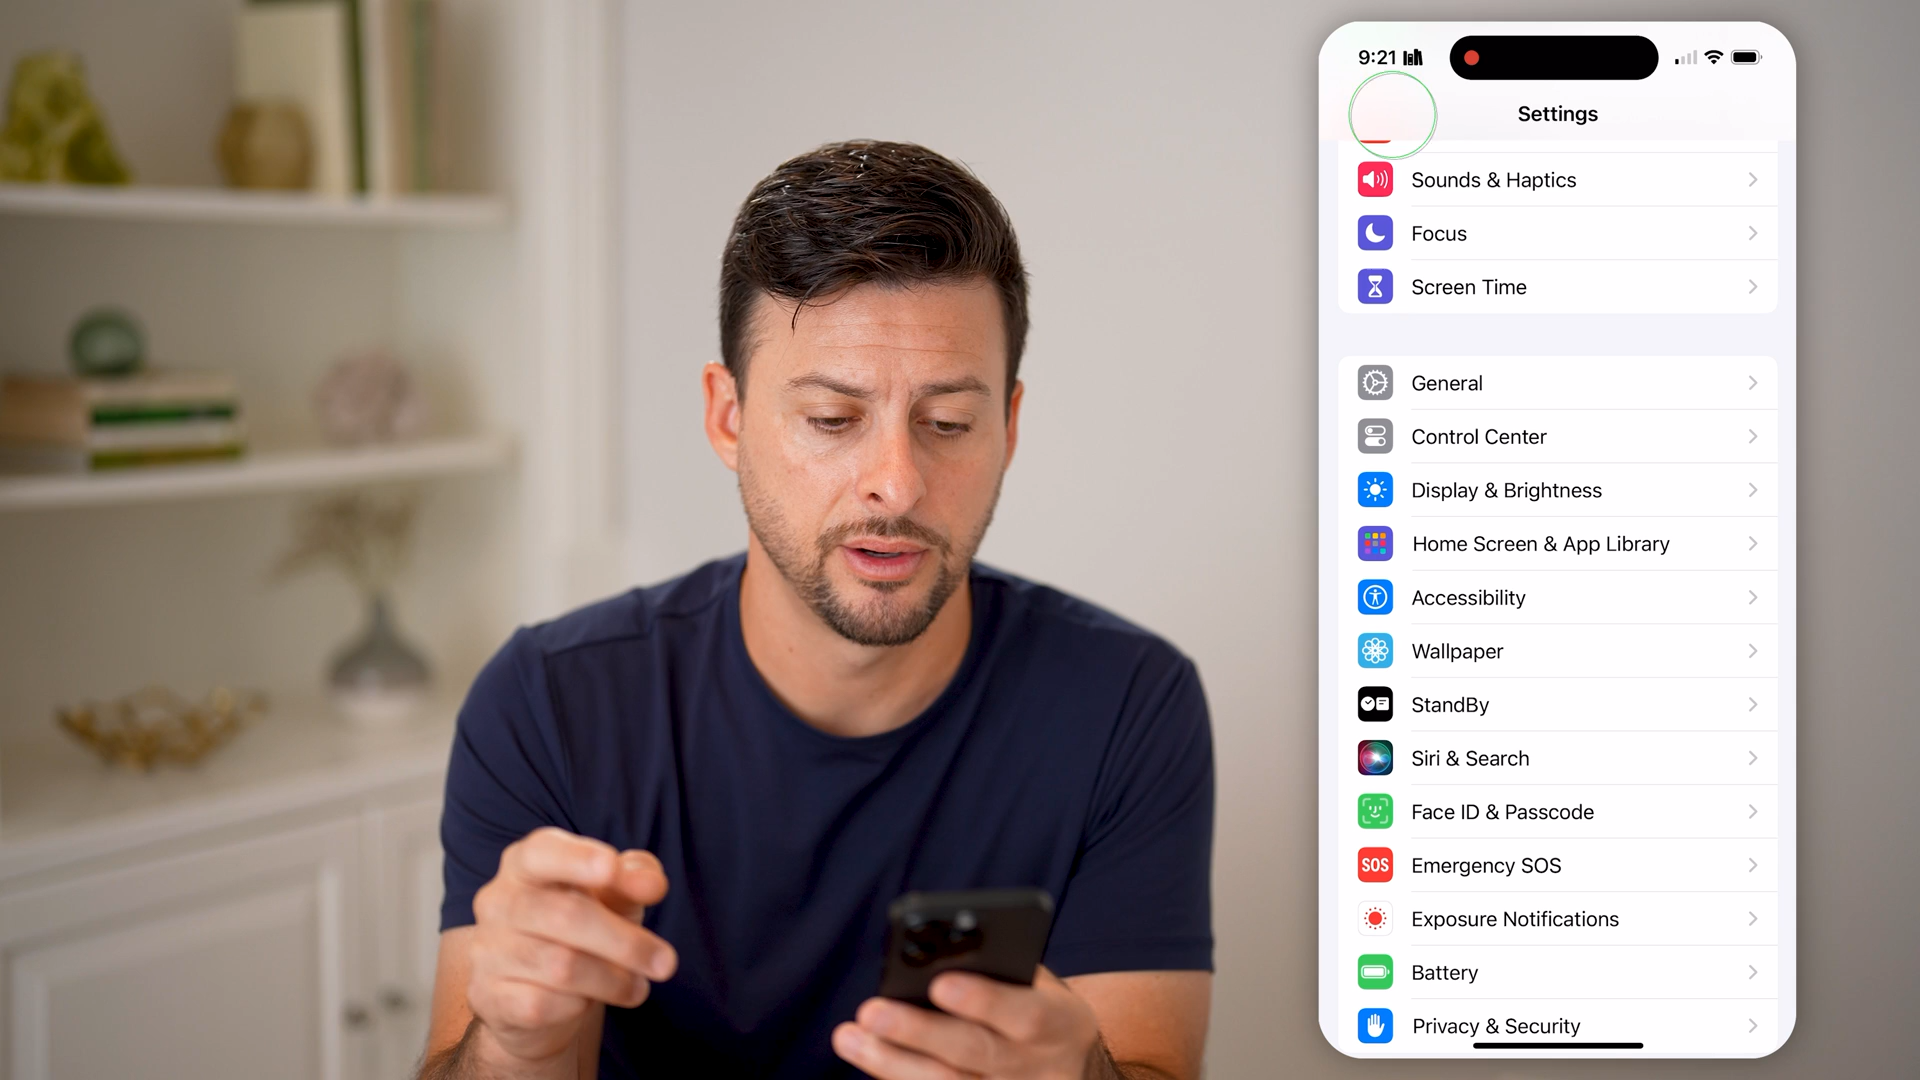 9:21
Settings
Sounds & Haptics
Focus
Screen Time
General
Control Center
Display & Brightness
Home Screen & App Library
Accessibility
Wallpaper
StandBy
Siri & Search
Face ID & Passcode
SOS Emergency SOS
Exposure Notifications
Battery
Privacy & Security